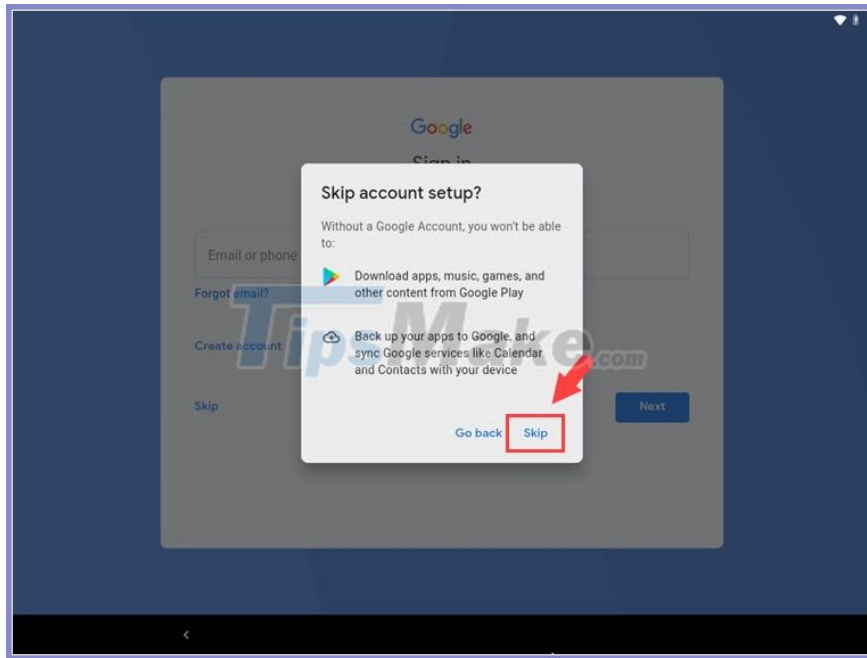 Google
Sign in
Skip account setup?
Without a Google Account, you won't be able
to:
Email or phone
Download apps, music, games, and
other content from Google Play
Forgot email?
Back up your apps to Google, and
sync Google services like Calendar
and Contacts with your device
Create account
TipsMake.com
Skip
Next
Go back
Skip